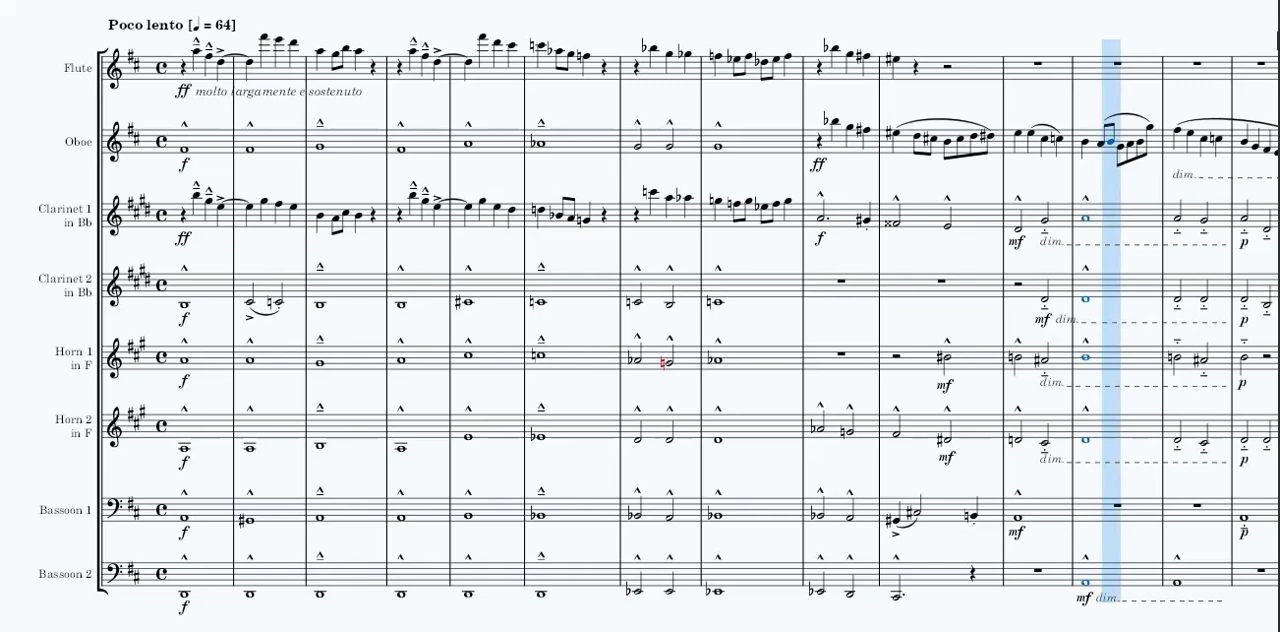 Poco lento [♩ = 64]
Flute
ff molto largamente e sostenuto
Oboe
f
ff
dim.
Clarinet 1
in Bb
ff
f
mf dim.
p
Clarinet 2
in Bb
f
mf dim.
p
Horn 1
in F
f
mf
dim.
p
Horn 2
in F
f
mf
dim.
p
Bassoon 1
f
mf
p
Bassoon 2
f
mf dim.